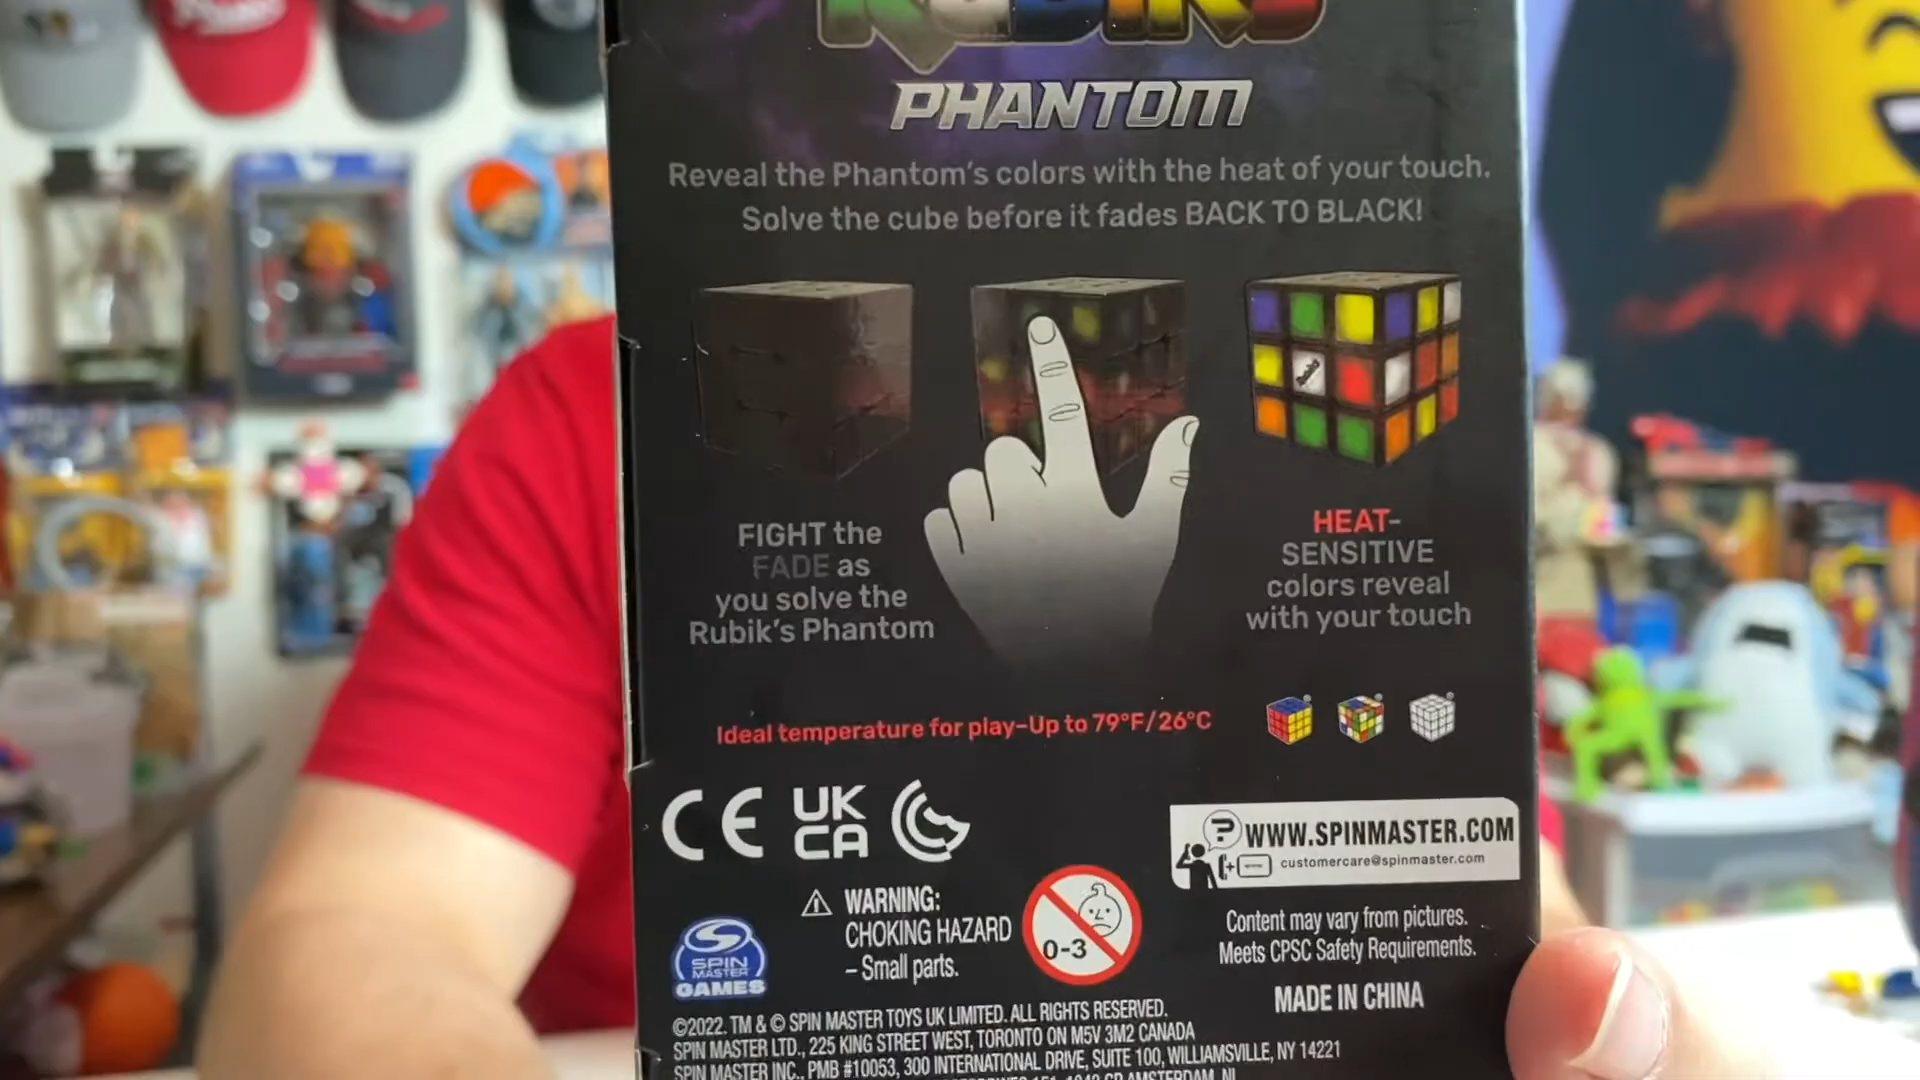 RUBIK'S
PHANTOM
Reveal the Phantom's colors with the heat of your touch.
Solve the cube before it fades BACK TO BLACK!
Rubik's
FIGHT the
FADE as
you solve the
Rubik's Phantom
HEAT-
SENSITIVE
colors reveal
with your touch
Ideal temperature for play-Up to 79°F/26°C
CE
UK
CA
? WWW.SPINMASTER.COM
customercare@spinmaster.com
⚠ WARNING:
CHOKING HAZARD
– Small parts.
0-3
SPIN
MASTER
GAMES
Content may vary from pictures.
Meets CPSC Safety Requirements.
MADE IN CHINA
©2022. TM & © SPIN MASTER TOYS UK LIMITED. ALL RIGHTS RESERVED.
SPIN MASTER LTD., 225 KING STREET WEST, TORONTO ON M5V 3M2 CANADA
SPIN MASTER INC., PMB #10053, 300 INTERNATIONAL DRIVE, SUITE 100, WILLIAMSVILLE, NY 14221